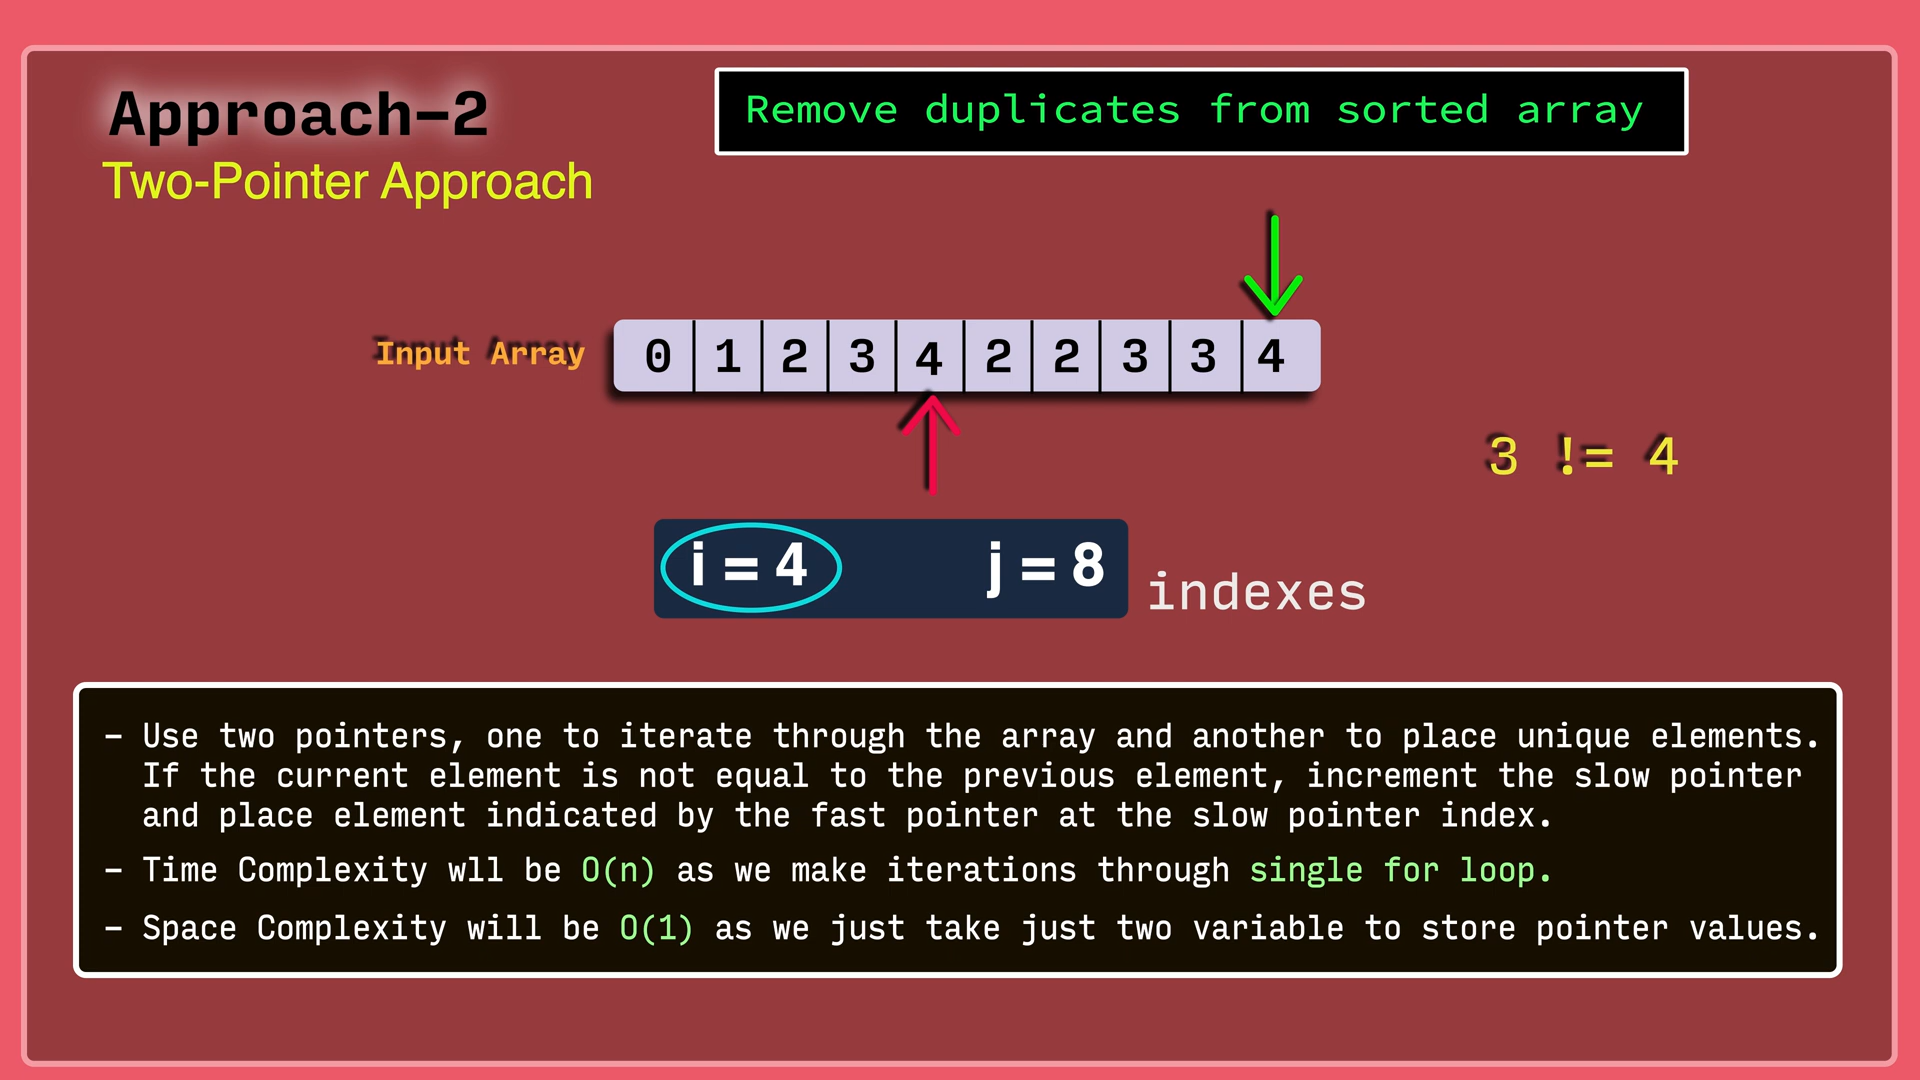 Approach-2
Two-Pointer Approach
Remove duplicates from sorted array
Input Array
0 1 2 3 4 2 2 3 3 4
3 != 4
i = 4 j = 8
indexes
- Use two pointers, one to iterate through the array and another to place unique elements.
If the current element is not equal to the previous element, increment the slow pointer
and place element indicated by the fast pointer at the slow pointer index.
- Time Complexity wll be O(n) as we make iterations through single for loop.
- Space Complexity will be O(1) as we just take just two variable to store pointer values.